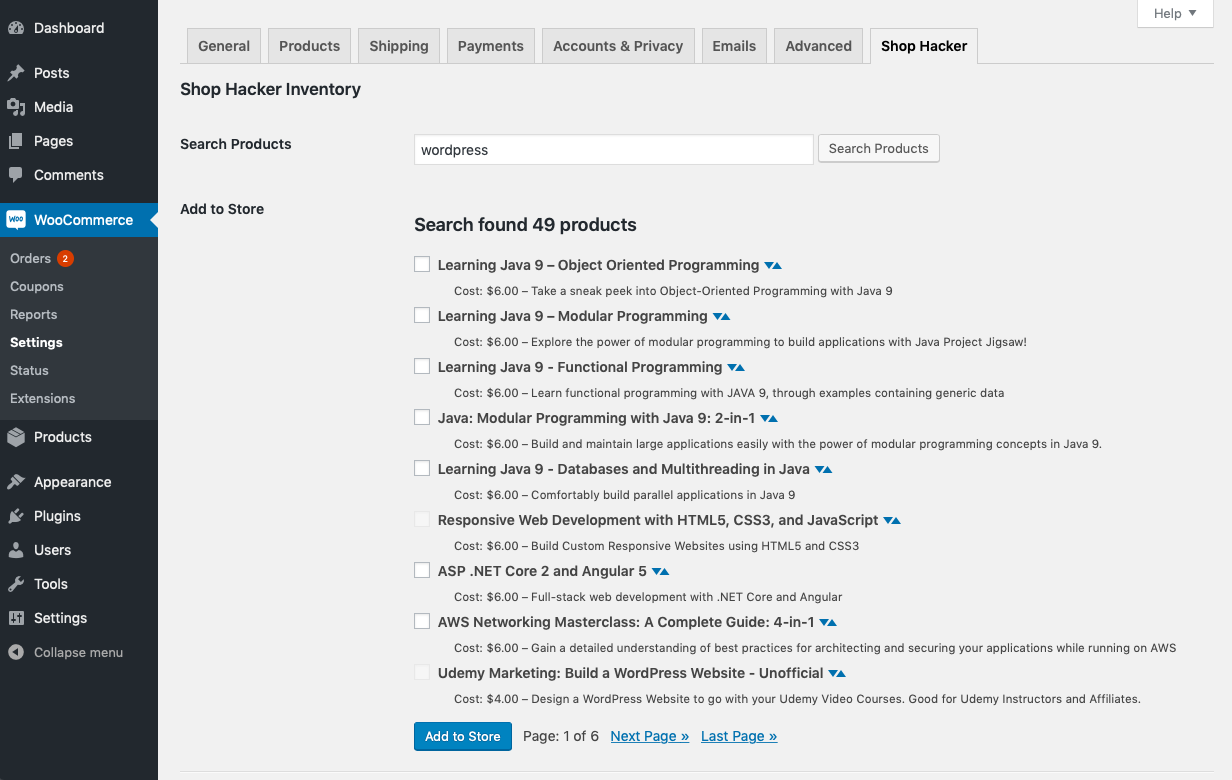 Help ▼
Dashboard
Posts
Media
Pages
Comments
WOO WooCommerce
Orders 2
Coupons
Reports
Settings
Status
Extensions
Products
Appearance
Plugins
Users
Tools
Settings
Collapse menu
General Products Shipping Payments Accounts & Privacy Emails Advanced Shop Hacker
Shop Hacker Inventory
Search Products wordpress Search Products
Add to Store
Search found 49 products
Learning Java 9 – Object Oriented Programming ▼▲
Cost: $6.00 – Take a sneak peek into Object-Oriented Programming with Java 9
Learning Java 9 – Modular Programming ▼▲
Cost: $6.00 – Explore the power of modular programming to build applications with Java Project Jigsaw!
Learning Java 9 - Functional Programming ▼▲
Cost: $6.00 – Learn functional programming with JAVA 9, through examples containing generic data
Java: Modular Programming with Java 9: 2-in-1 ▼▲
Cost: $6.00 – Build and maintain large applications easily with the power of modular programming concepts in Java 9.
Learning Java 9 - Databases and Multithreading in Java ▼▲
Cost: $6.00 – Comfortably build parallel applications in Java 9
Responsive Web Development with HTML5, CSS3, and JavaScript ▼▲
Cost: $6.00 – Build Custom Responsive Websites using HTML5 and CSS3
ASP .NET Core 2 and Angular 5 ▼▲
Cost: $6.00 – Full-stack web development with .NET Core and Angular
AWS Networking Masterclass: A Complete Guide: 4-in-1 ▼▲
Cost: $6.00 – Gain a detailed understanding of best practices for architecting and securing your applications while running on AWS
Udemy Marketing: Build a WordPress Website - Unofficial ▼▲
Cost: $4.00 – Design a WordPress Website to go with your Udemy Video Courses. Good for Udemy Instructors and Affiliates.
Add to Store Page: 1 of 6 Next Page » Last Page »